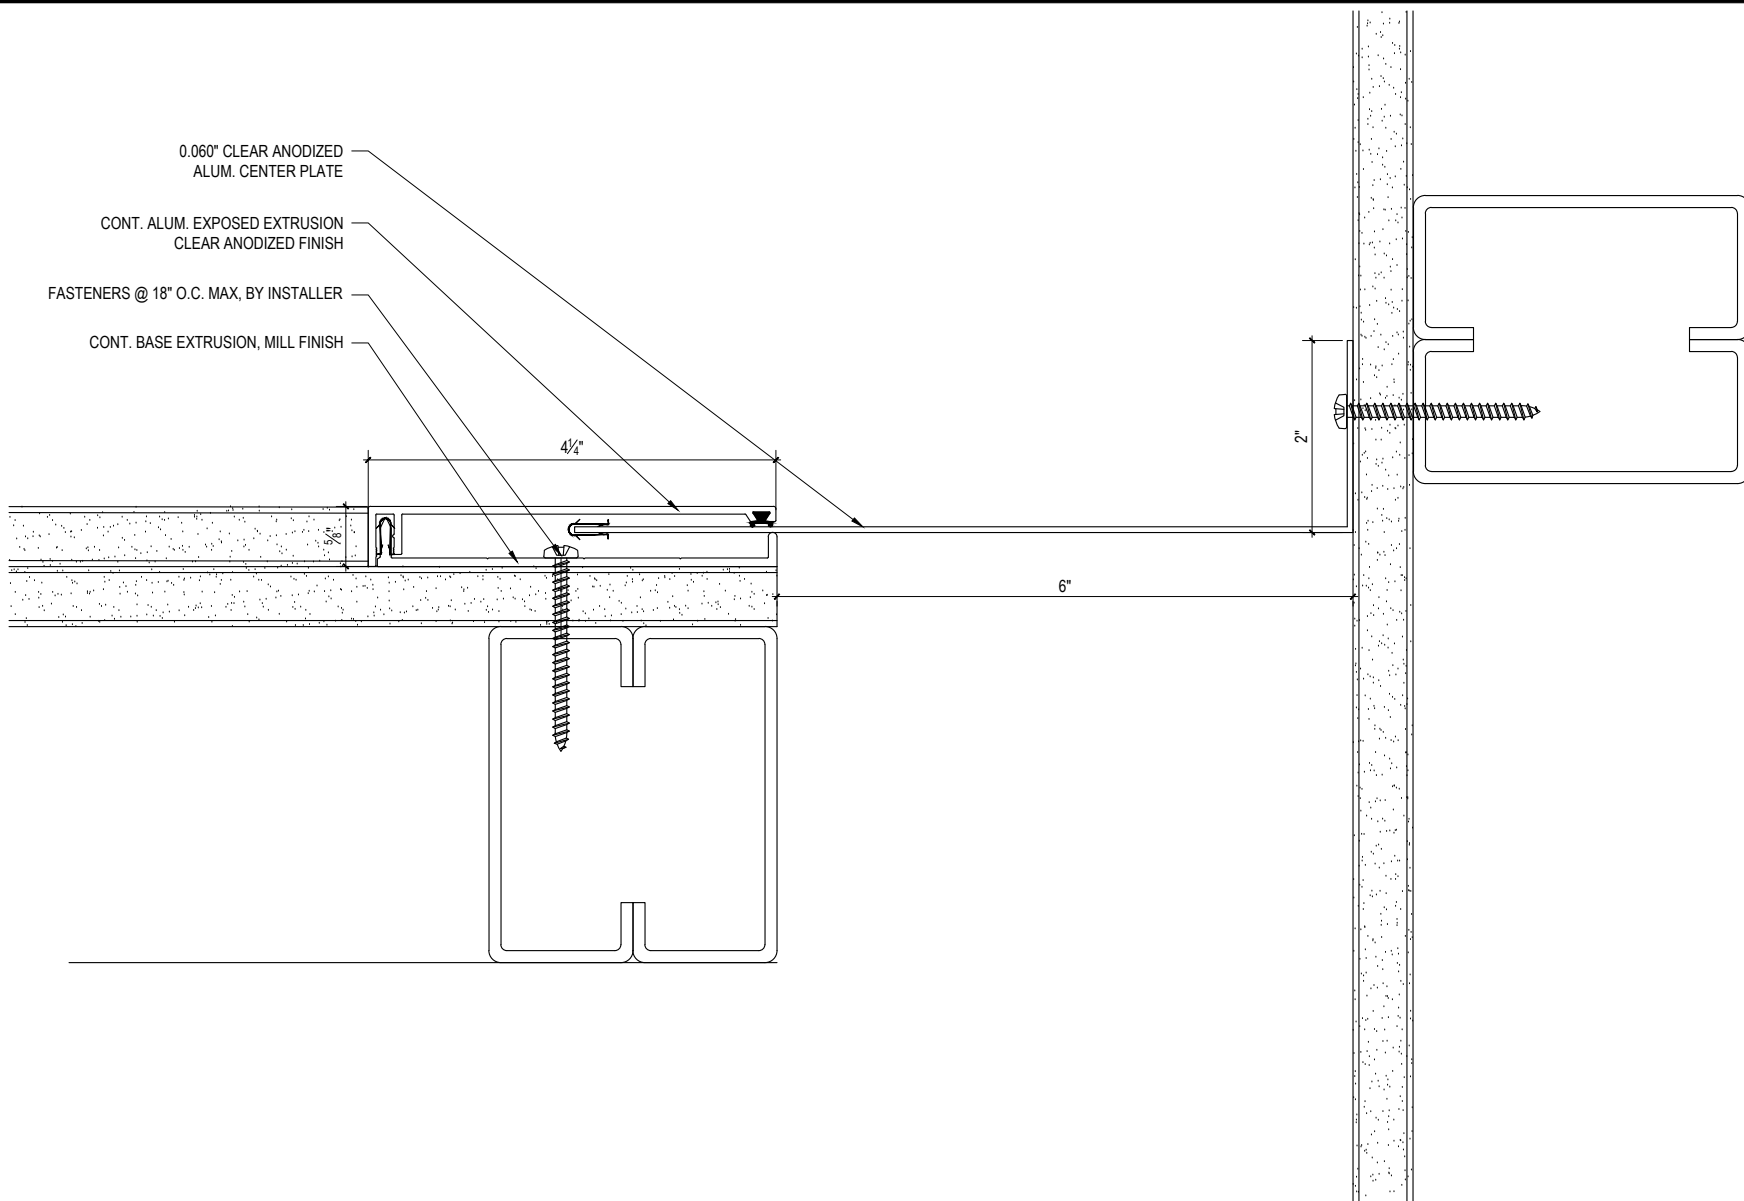 0.060" CLEAR ANODIZED
ALUM. CENTER PLATE
CONT. ALUM. EXPOSED EXTRUSION
CLEAR ANODIZED FINISH
FASTENERS @ 18" O.C. MAX, BY INSTALLER
CONT. BASE EXTRUSION, MILL FINISH
4¼"
2"
⅝"
6"